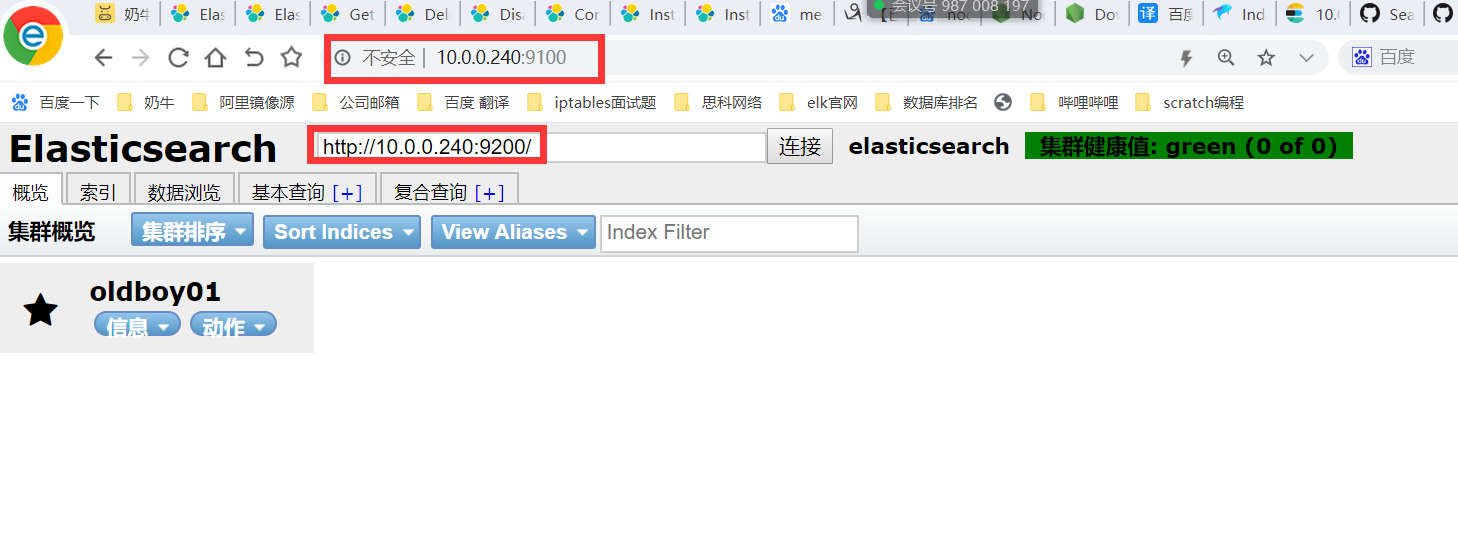 奶牛 Elas Elas Get Dele Disa Cor Inst Inst me 会议号 987 008 197 Dov 百度 Ind 10.0 Sea
不安全 10.0.0.240:9100 百度
百度一下 奶牛 阿里镜像源 公司邮箱 百度 翻译 iptables面试题 思科网络 elk官网 数据库排名 哔哩哔哩 scratch编程
Elasticsearch http://10.0.0.240:9200/ 连接 elasticsearch 集群健康值: green (0 of 0)
概览 索引 数据浏览 基本查询 [+] 复合查询 [+]
集群概览 集群排序 Sort Indices View Aliases Index Filter
oldboy01
信息 动作